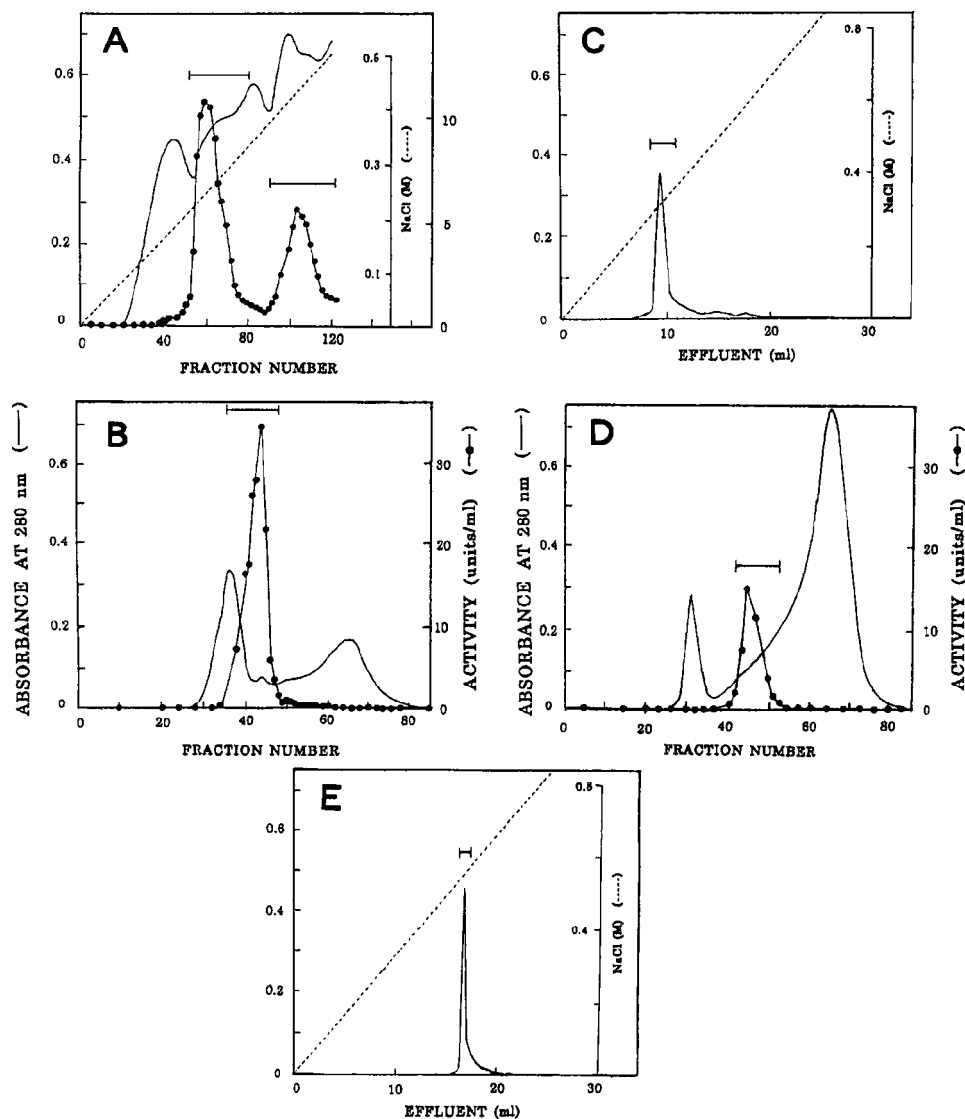 A
0.6
0.4
0.2
0
0 40 80 120
FRACTION NUMBER
0.6
0.3
0.1
NaCl (M) (-----)
10
5
0
C
0.6
0.4
0.2
0
0 10 20 30
EFFLUENT (ml)
0.8
0.4
NaCl (M) (-----)
B
ABSORBANCE AT 280 nm (——)
0.6
0.4
0.2
0
0 20 40 60 80
FRACTION NUMBER
30
20
10
0
ACTIVITY (units/ml) (—●—)
D
ABSORBANCE AT 280 nm (——)
0.6
0.4
0.2
0
0 20 40 60 80
FRACTION NUMBER
30
20
10
0
ACTIVITY (units/ml) (—●—)
E
0.6
0.4
0.2
0
0 10 20 30
EFFLUENT (ml)
0.8
0.4
NaCl (M) (-----)